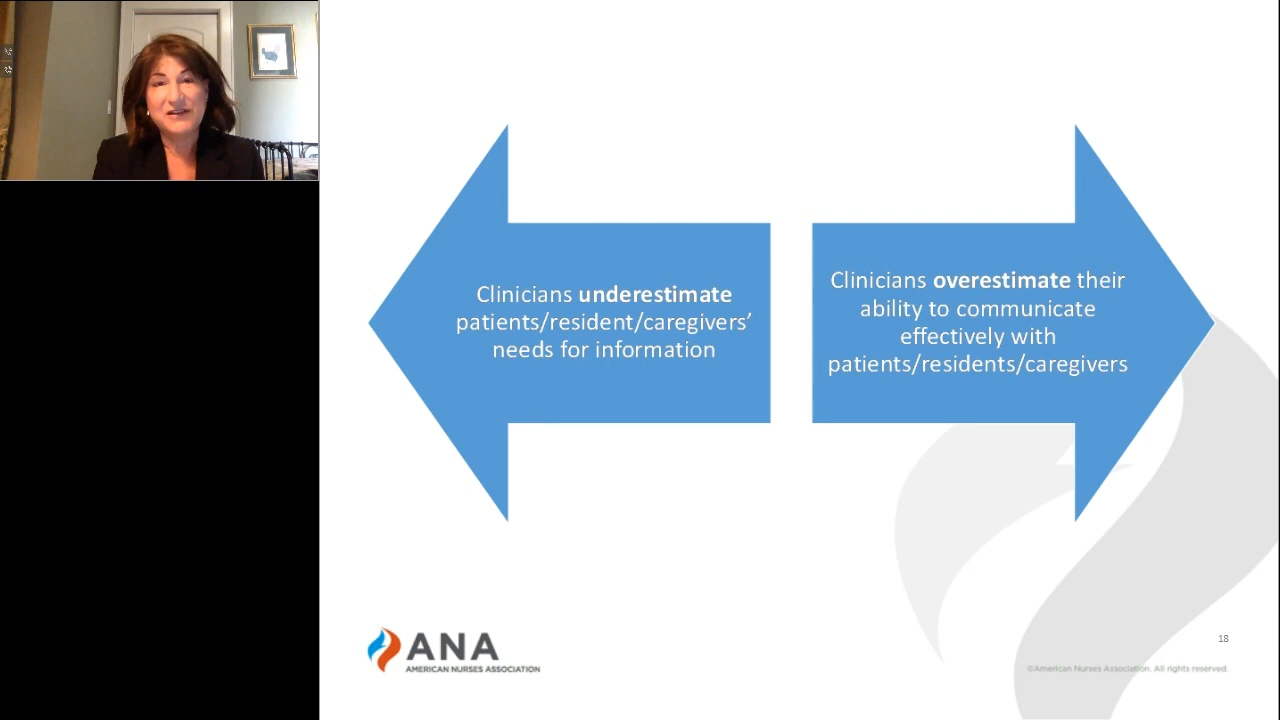 Clinicians underestimate
patients/resident/caregivers’
needs for information
Clinicians overestimate their
ability to communicate
effectively with
patients/residents/caregivers
ANA
AMERICAN NURSES ASSOCIATION
18
©American Nurses Association. All rights reserved.